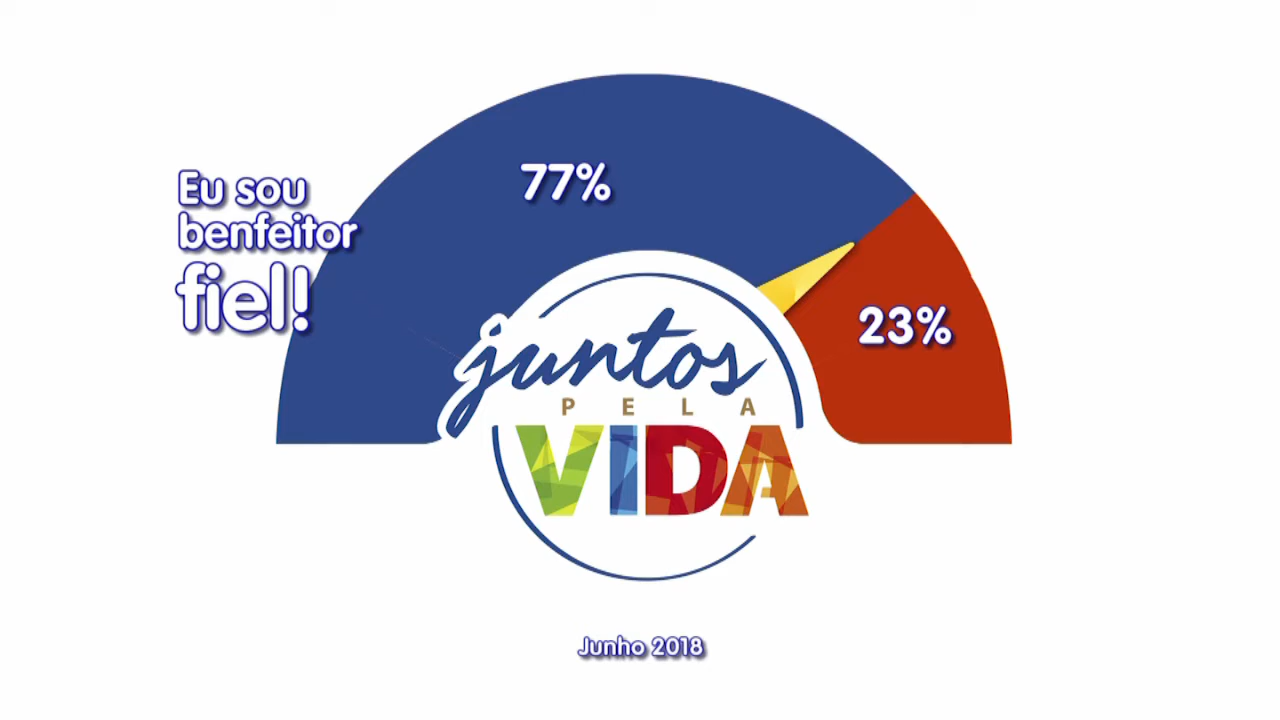 77%
Eu sou
benfeitor
fiel!
23%
juntos
PELA
VIDA
Junho 2018